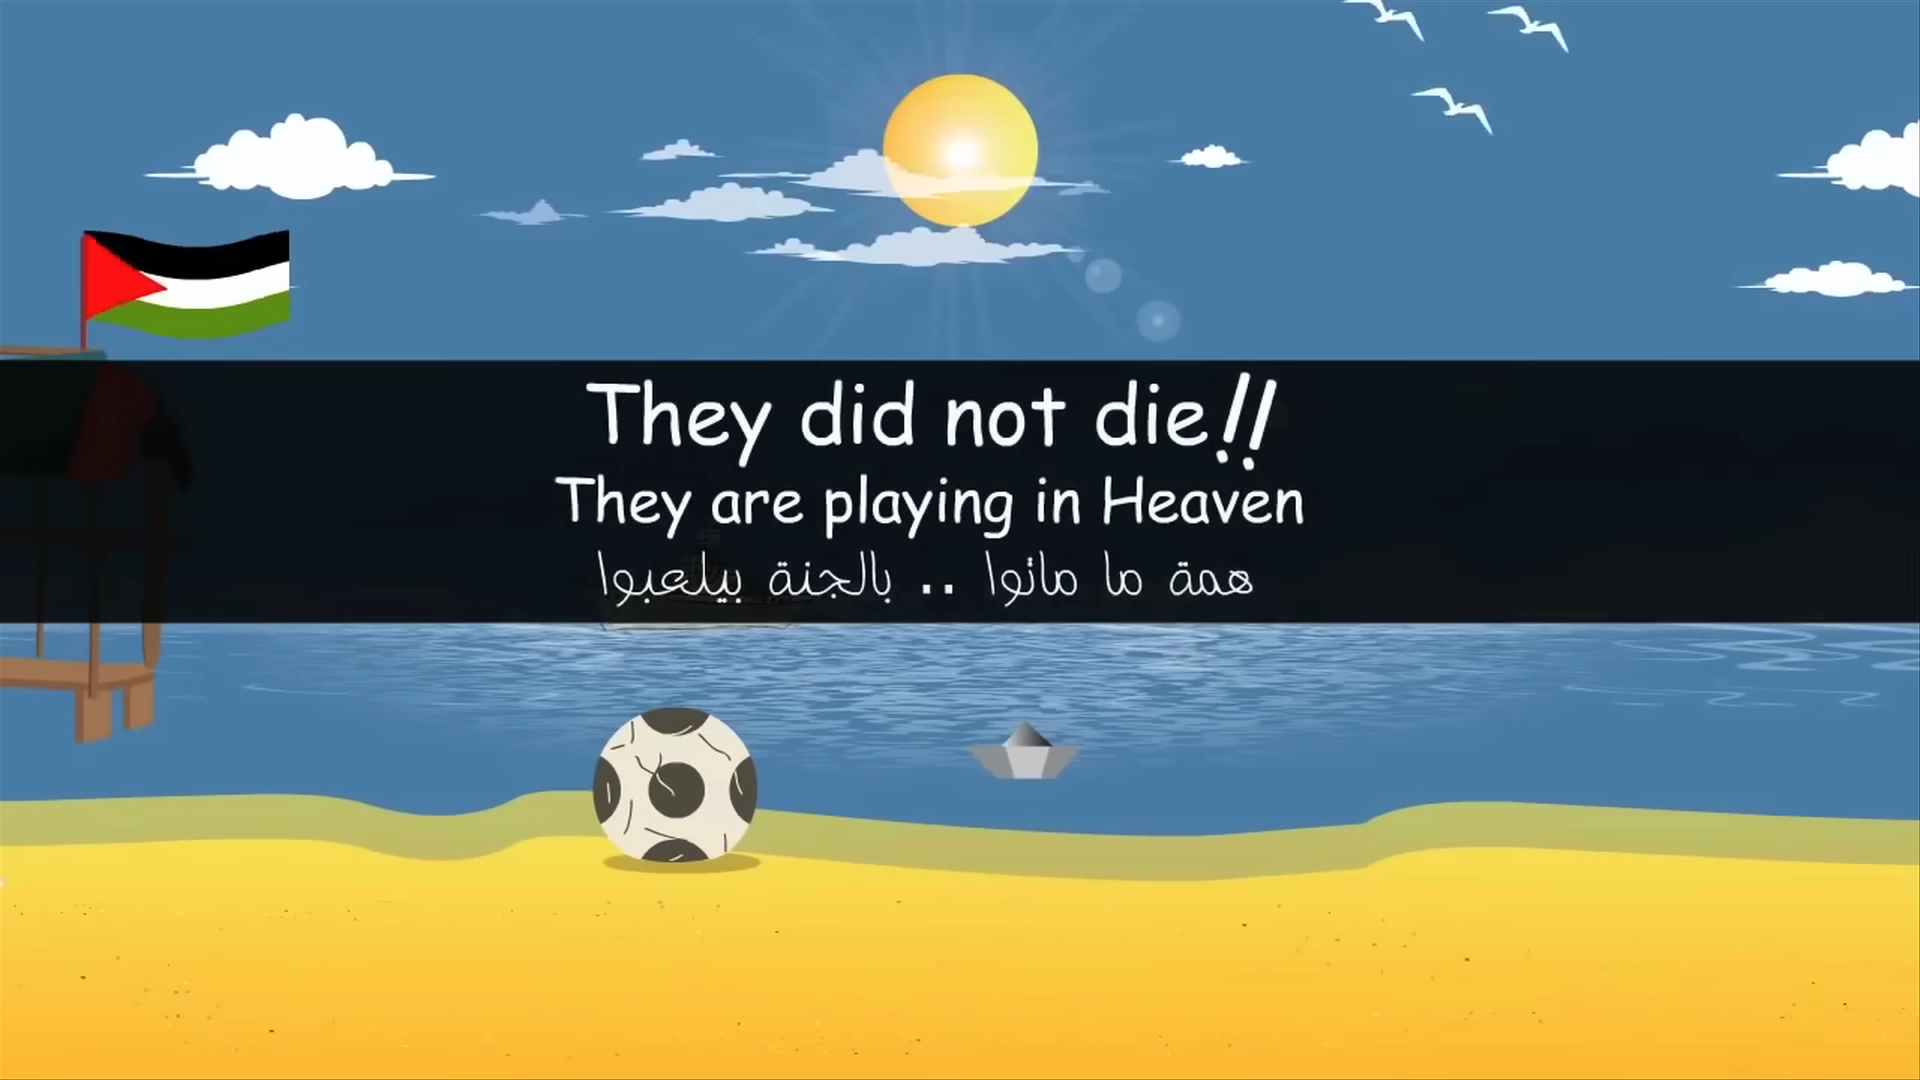 They did not die!!
They are playing in Heaven
همة ما ماتوا .. بالجنة بيلعبوا